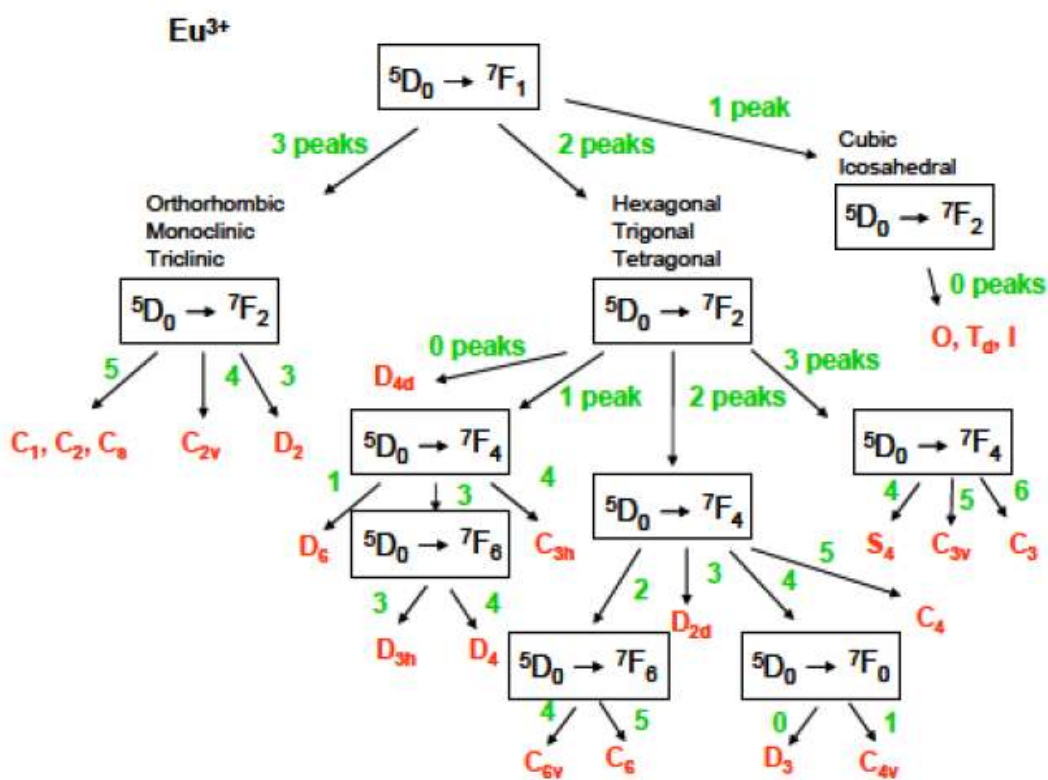 Eu³⁺
⁵D₀ → ⁷F₁
1 peak
3 peaks
2 peaks
Cubic
Icosahedral
⁵D₀ → ⁷F₂
Orthorhombic
Monoclinic
Triclinic
Hexagonal
Trigonal
Tetragonal
⁵D₀ → ⁷F₂
⁵D₀ → ⁷F₂
0 peaks
O, T_d, I
5
4
3
0 peaks
3 peaks
D₄d
1 peak
2 peaks
C₁, C₂, Cₛ
C₂ᵥ
D₂
⁵D₀ → ⁷F₄
⁵D₀ → ⁷F₄
1
3
4
4
5
6
⁵D₀ → ⁷F₄
D₆
⁵D₀ → ⁷F₆
C₃ₕ
S₄
C₃ᵥ
C₃
3
4
2
3
4
5
D₃ₕ
D₄
D₂d
C₄
⁵D₀ → ⁷F₆
⁵D₀ → ⁷F₀
4
5
0
1
C₆ᵥ
C₆
D₃
C₄ᵥ